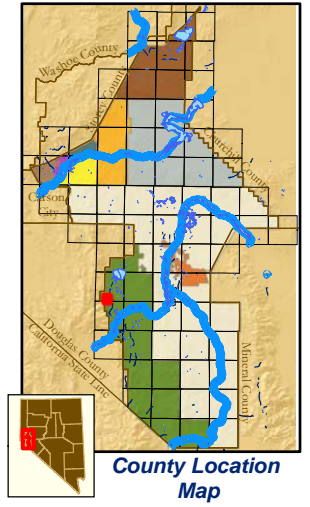 Washoe County
Storey County
Churchill County
Carson
City
Douglas County
California State Line
Mineral County
County Location
Map